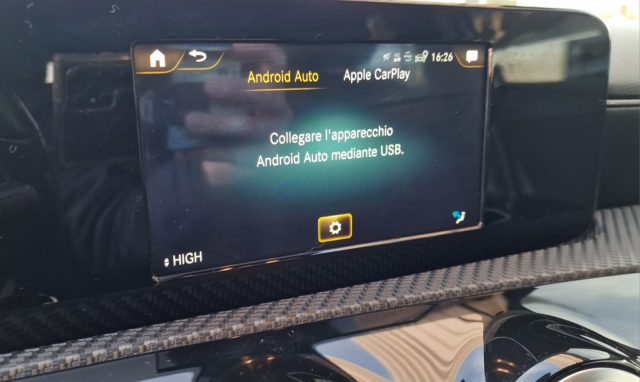 16:26
Android Auto Apple CarPlay
Collegare l'apparecchio
Android Auto mediante USB.
HIGH